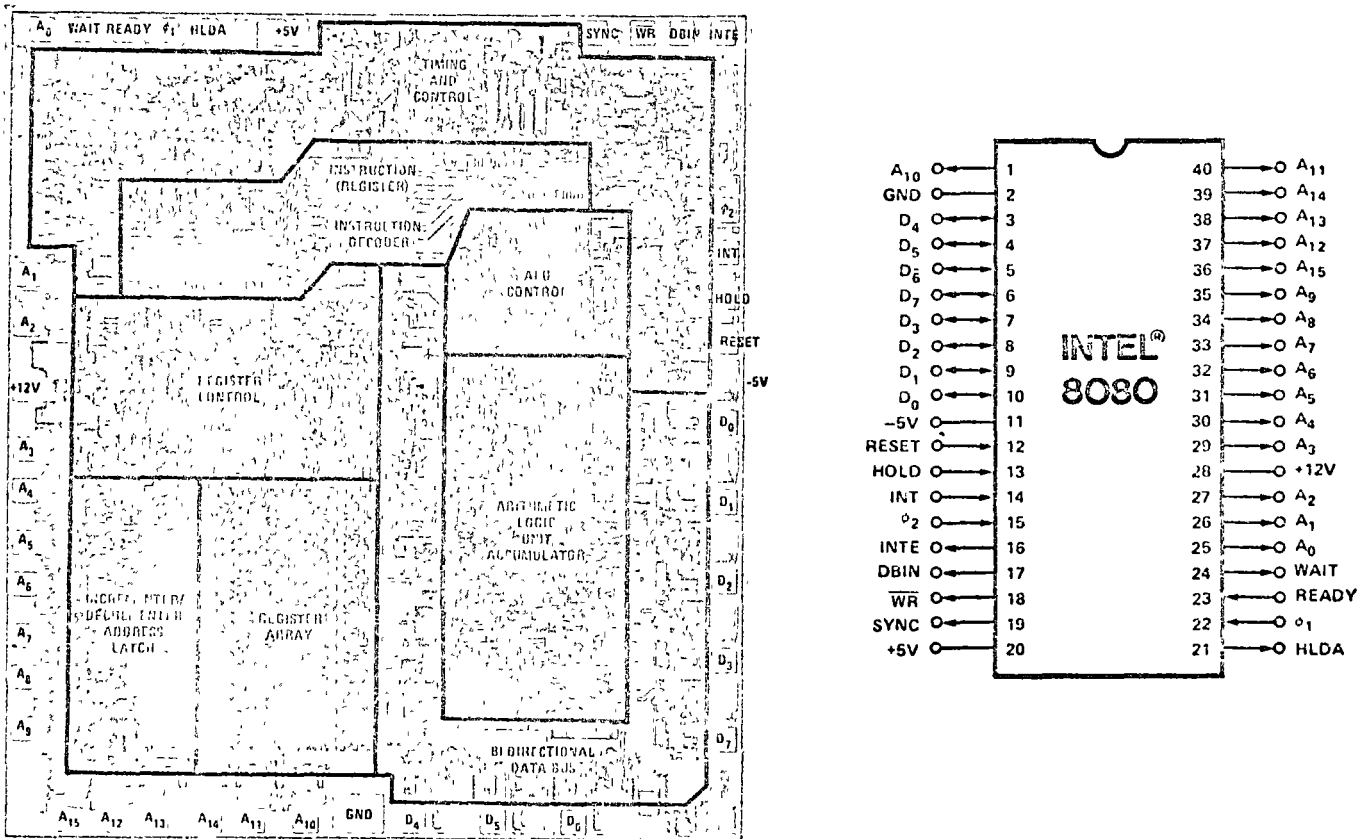 A0 WAIT READY ϕ1 HLDA +5V SYNC WR DBIN INTE
TIMING
AND
CONTROL
INSTRUCTION
(REGISTER)
INSTRUCTION
DECODER
ϕ2
INT
HOLD
RESET
-5V
ALU
CONTROL
A1
A2
+12V
A3
A4
A5
A6
A7
A8
A9
REGISTER
CONTROL
ADDRESS
LATCH
REGISTER
ARRAY
ARITHMETIC
LOGIC
UNIT
ACCUMULATOR
D0
D1
D2
D3
D7
BIDIRECTIONAL
DATA BUS
A15 A12 A13 A14 A11 A10 GND D4 D5 D6
INTEL®
8080
A10 1 40 A11
GND 2 39 A14
D4 3 38 A13
D5 4 37 A12
D6 5 36 A15
D7 6 35 A9
D3 7 34 A8
D2 8 33 A7
D1 9 32 A6
D0 10 31 A5
-5V 11 30 A4
RESET 12 29 A3
HOLD 13 28 +12V
INT 14 27 A2
ϕ2 15 26 A1
INTE 16 25 A0
DBIN 17 24 WAIT
W̅R̅ 18 23 READY
SYNC 19 22 ϕ1
+5V 20 21 HLDA